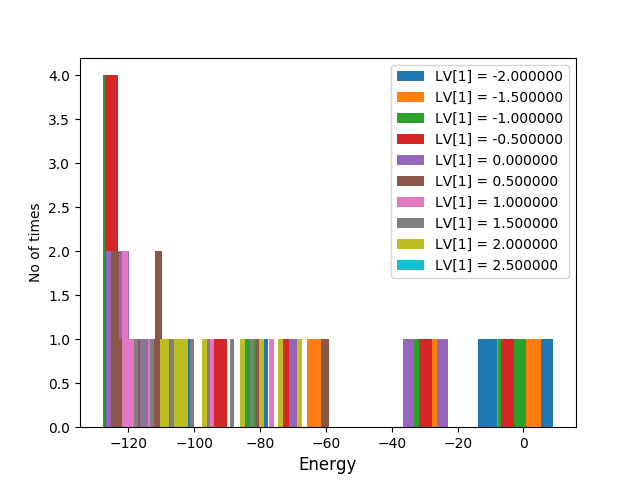 4.0
3.5
3.0
2.5
2.0
1.5
1.0
0.5
0.0
No of times
−120
−100
−80
−60
−40
−20
0
Energy
LV[1] = -2.000000
LV[1] = -1.500000
LV[1] = -1.000000
LV[1] = -0.500000
LV[1] = 0.000000
LV[1] = 0.500000
LV[1] = 1.000000
LV[1] = 1.500000
LV[1] = 2.000000
LV[1] = 2.500000